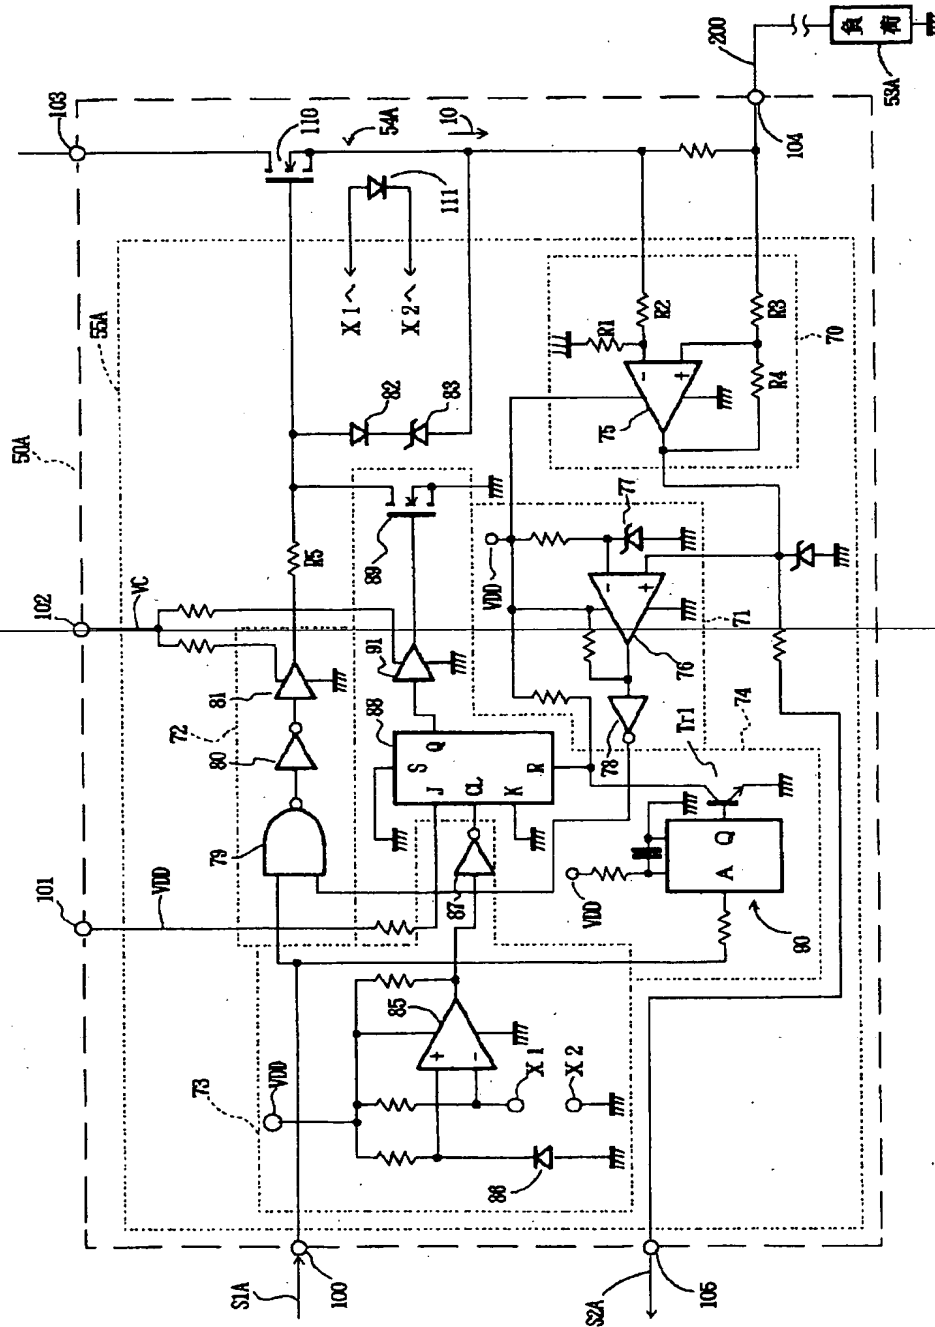 S1A
100
73
VDD
101
VDD
102
VC
50A
55A
103
79
80
72
81
R5
110
54A
10
82
83
X1へ
X2へ
111
86
+
-
85
X1
X2
87
88
S
J
Q
CL
K
R
91
89
VDD
77
-
+
76
71
78
74
Tr1
VDD
A
Q
90
R1
R2
-
+
75
R3
R4
70
200
104
負荷
53A
S2A